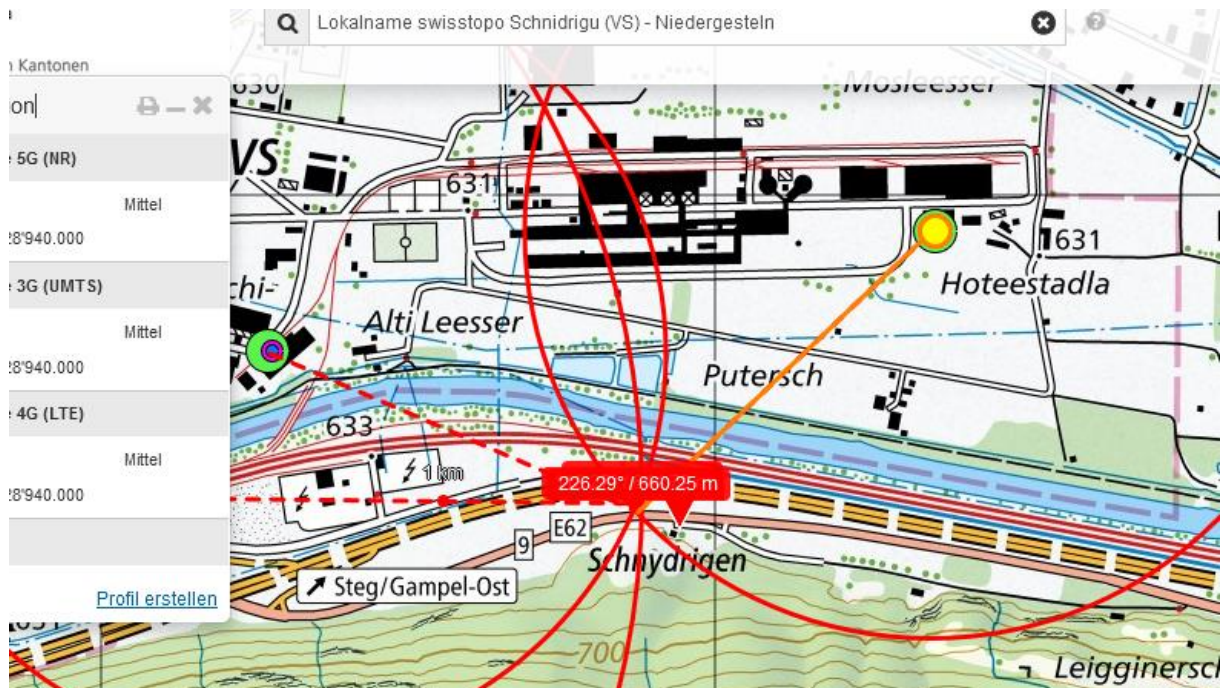 Lokalname swisstopo Schnidrigu (VS) - Niedergesteln
n Kantonen
on
5G (NR)
Mittel
28'940.000
3G (UMTS)
Mittel
28'940.000
4G (LTE)
Mittel
28'940.000
Profil erstellen
630
Mosleesser
VS
631
631
Hoteestadla
chi-
Alti Leesser
Putersch
633
1 km
226.29° / 660.25 m
E62
9
Schnydrigen
Steg/Gampel-Ost
700
Leigginersch